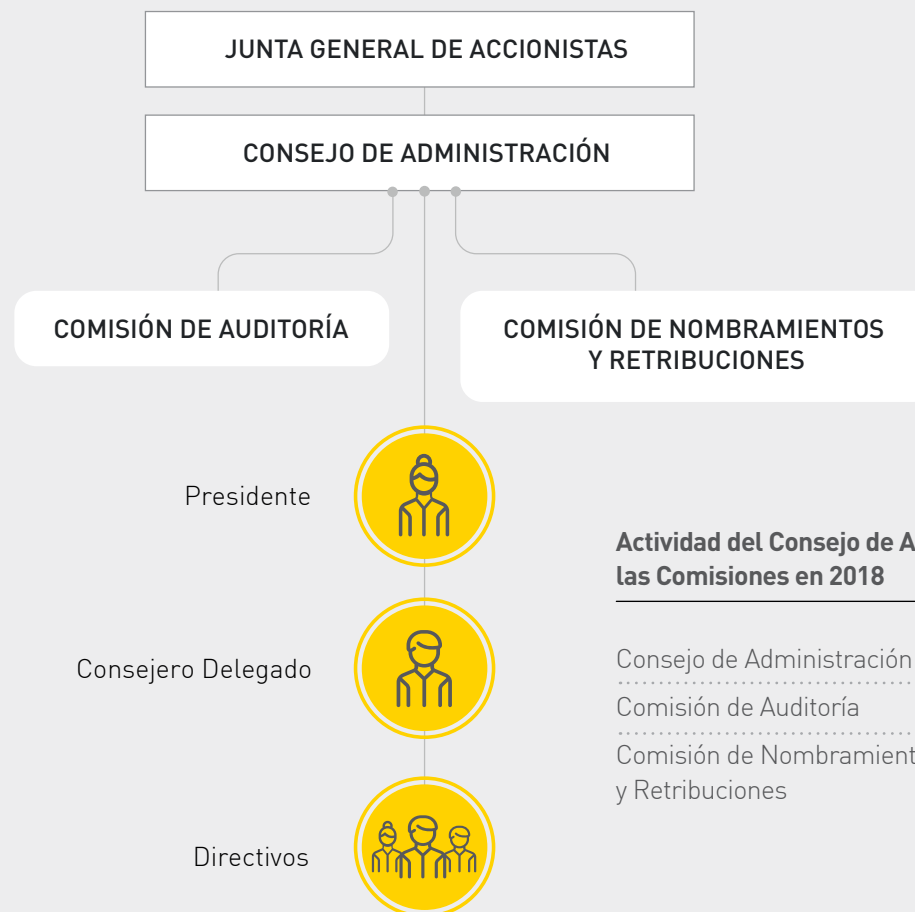 JUNTA GENERAL DE ACCIONISTAS
CONSEJO DE ADMINISTRACIÓN
COMISIÓN DE AUDITORÍA
COMISIÓN DE NOMBRAMIENTOS
Y RETRIBUCIONES
Presidente
Consejero Delegado
Directivos
Actividad del Consejo de
las Comisiones en 2018
Consejo de Administración
Comisión de Auditoría
Comisión de
y Retribuciones